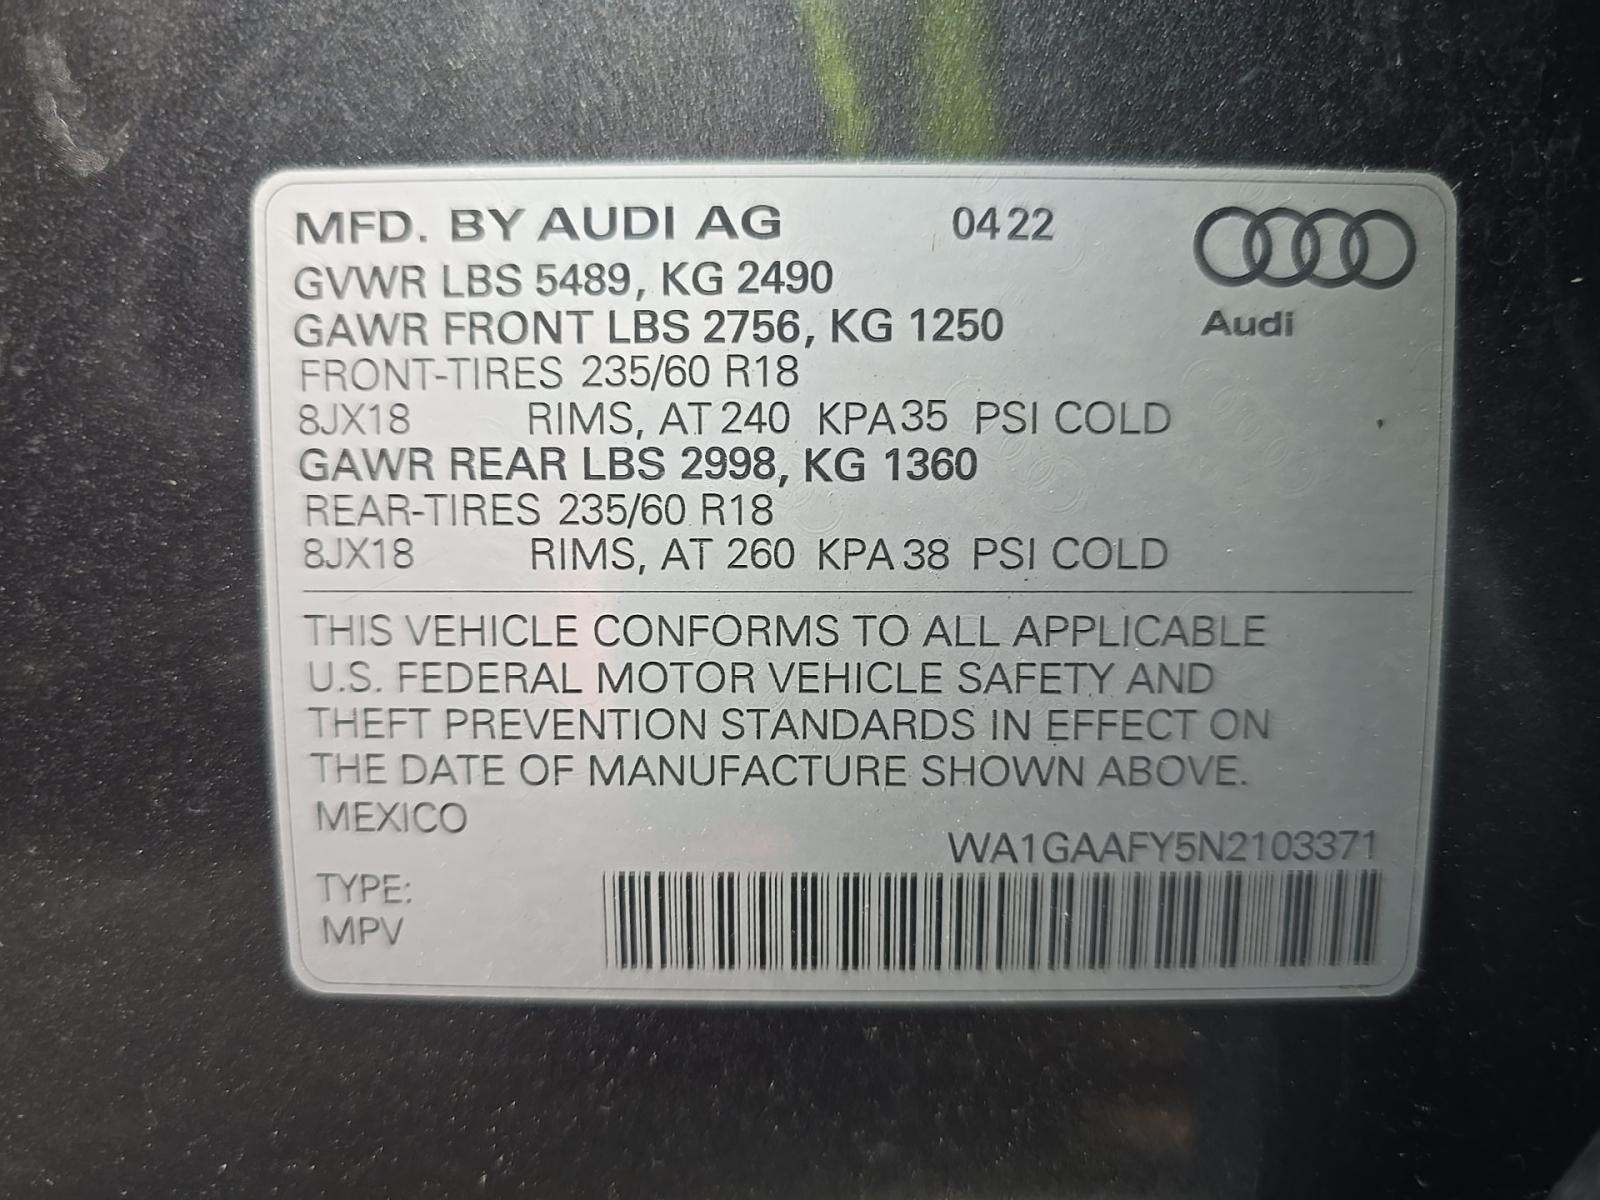 MFD. BY AUDI AG 04 22
GVWR LBS 5489, KG 2490
GAWR FRONT LBS 2756, KG 1250
Audi
FRONT-TIRES 235/60 R18
8JX18 RIMS, AT 240 KPA 35 PSI COLD
GAWR REAR LBS 2998, KG 1360
REAR-TIRES 235/60 R18
8JX18 RIMS, AT 260 KPA 38 PSI COLD
THIS VEHICLE CONFORMS TO ALL APPLICABLE
U.S. FEDERAL MOTOR VEHICLE SAFETY AND
THEFT PREVENTION STANDARDS IN EFFECT ON
THE DATE OF MANUFACTURE SHOWN ABOVE.
MEXICO
WA1GAAFY5N2103371
TYPE:
MPV